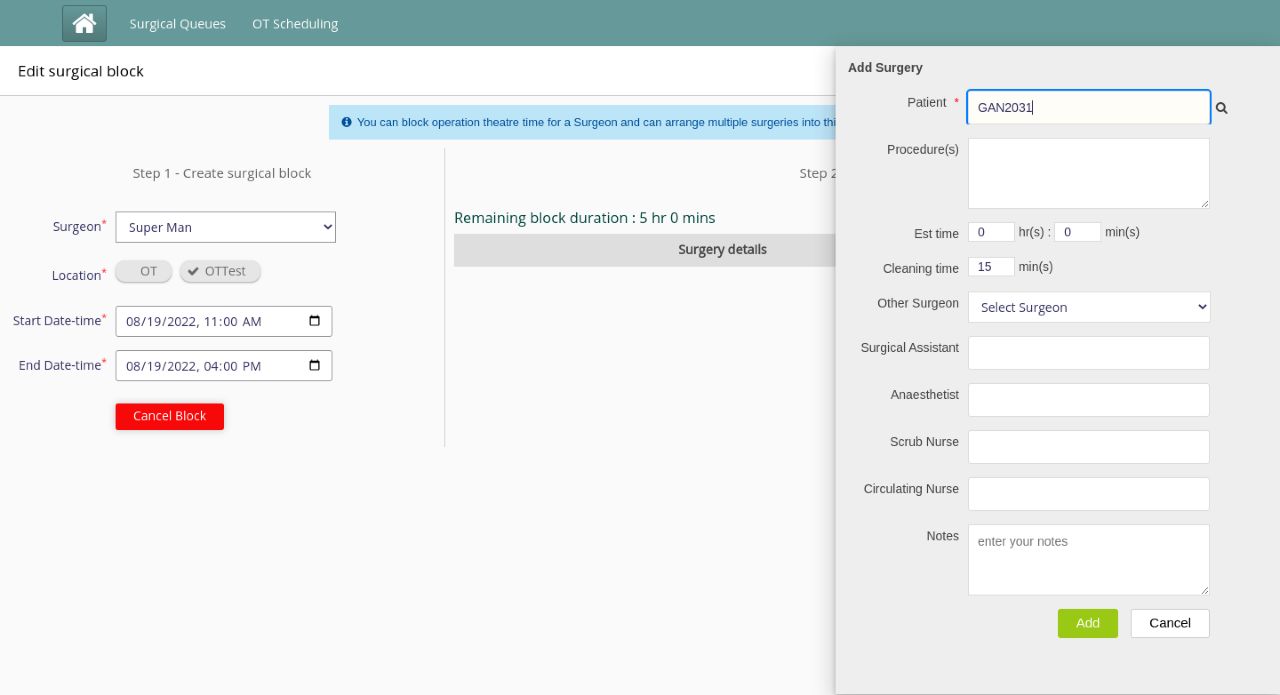 Surgical Queues OT Scheduling
Edit surgical block
You can block operation theatre time for a Surgeon and can arrange multiple surgeries into thi
Step 1 - Create surgical block
Step 2
Surgeon* Super Man
Location* OT OTTest
Start Date-time* 08/19/2022, 11:00 AM
End Date-time* 08/19/2022, 04:00 PM
Cancel Block
Remaining block duration : 5 hr 0 mins
Surgery details
Add Surgery
Patient * GAN2031
Procedure(s)
Est time 0 hr(s) : 0 min(s)
Cleaning time 15 min(s)
Other Surgeon Select Surgeon
Surgical Assistant
Anaesthetist
Scrub Nurse
Circulating Nurse
Notes enter your notes
Add Cancel